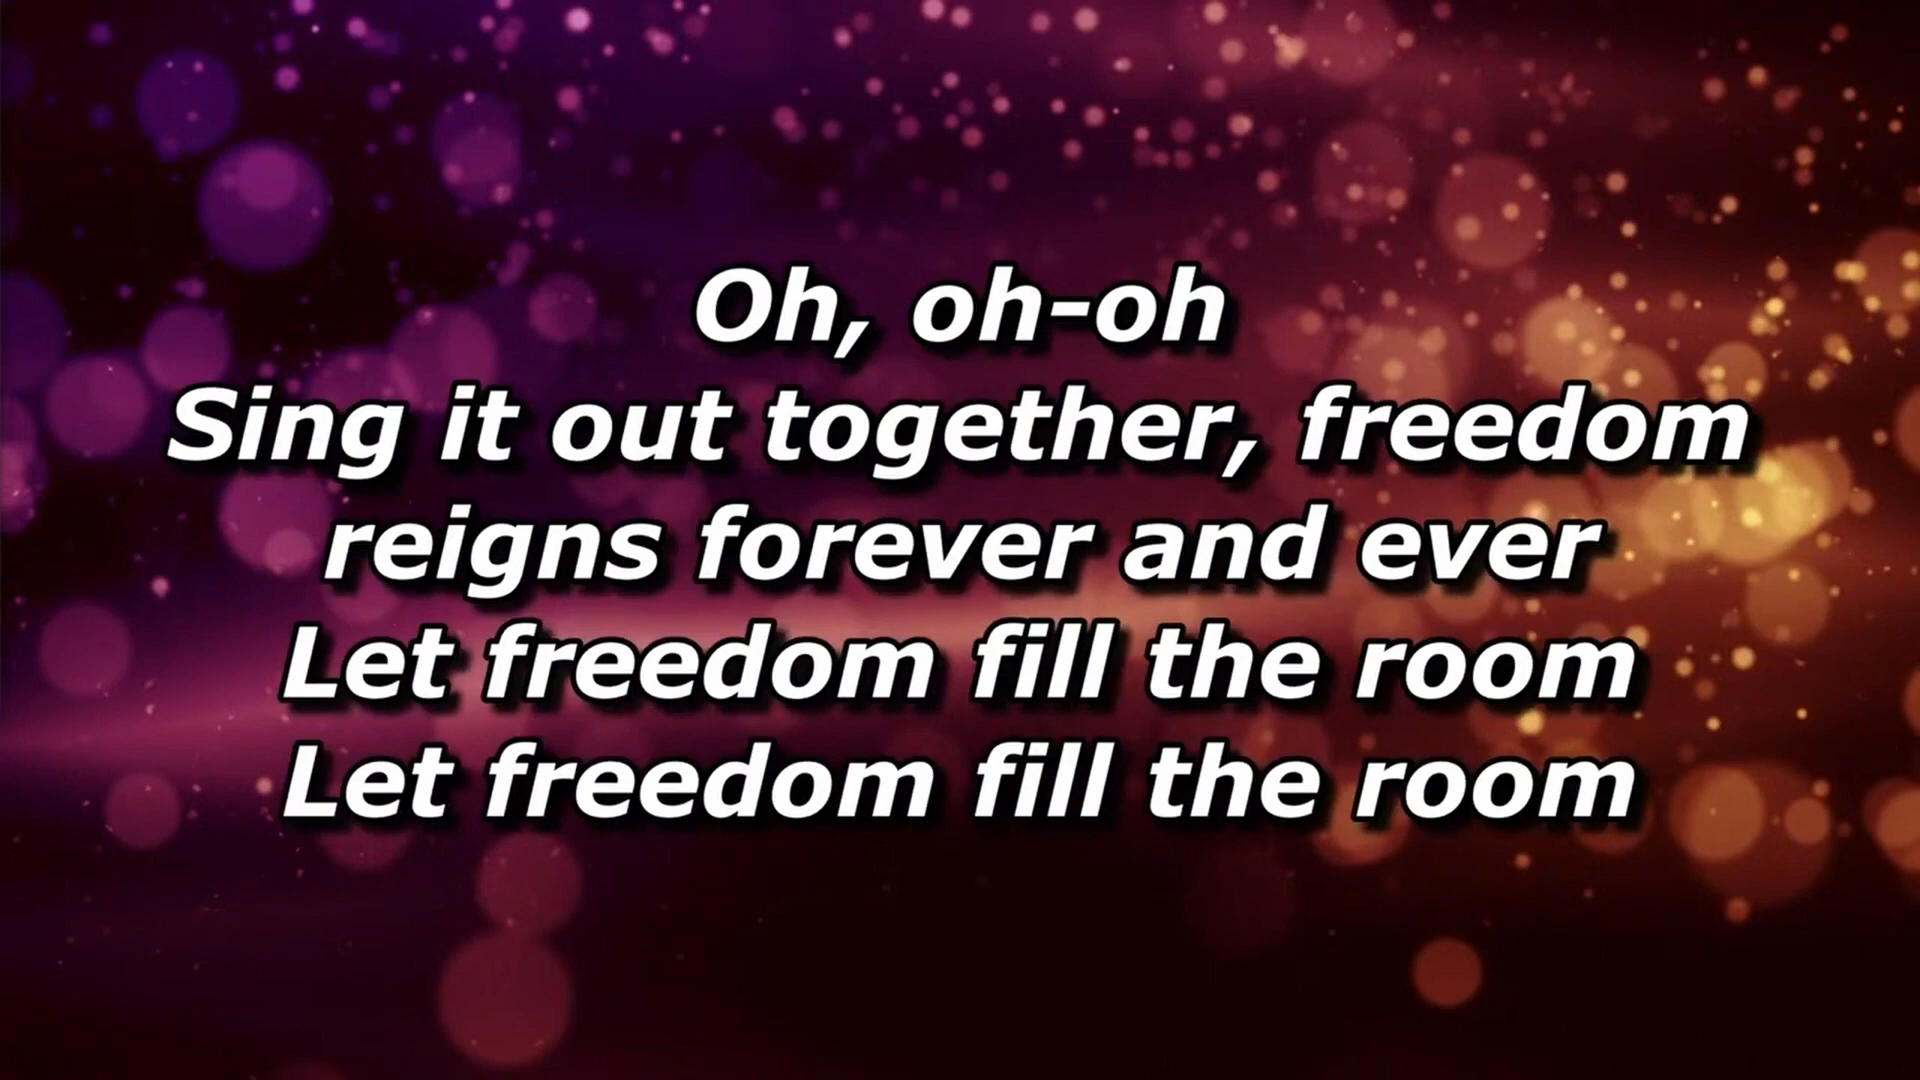 Oh, oh-oh
Sing it out together, freedom
reigns forever and ever
Let freedom fill the room
Let freedom fill the room